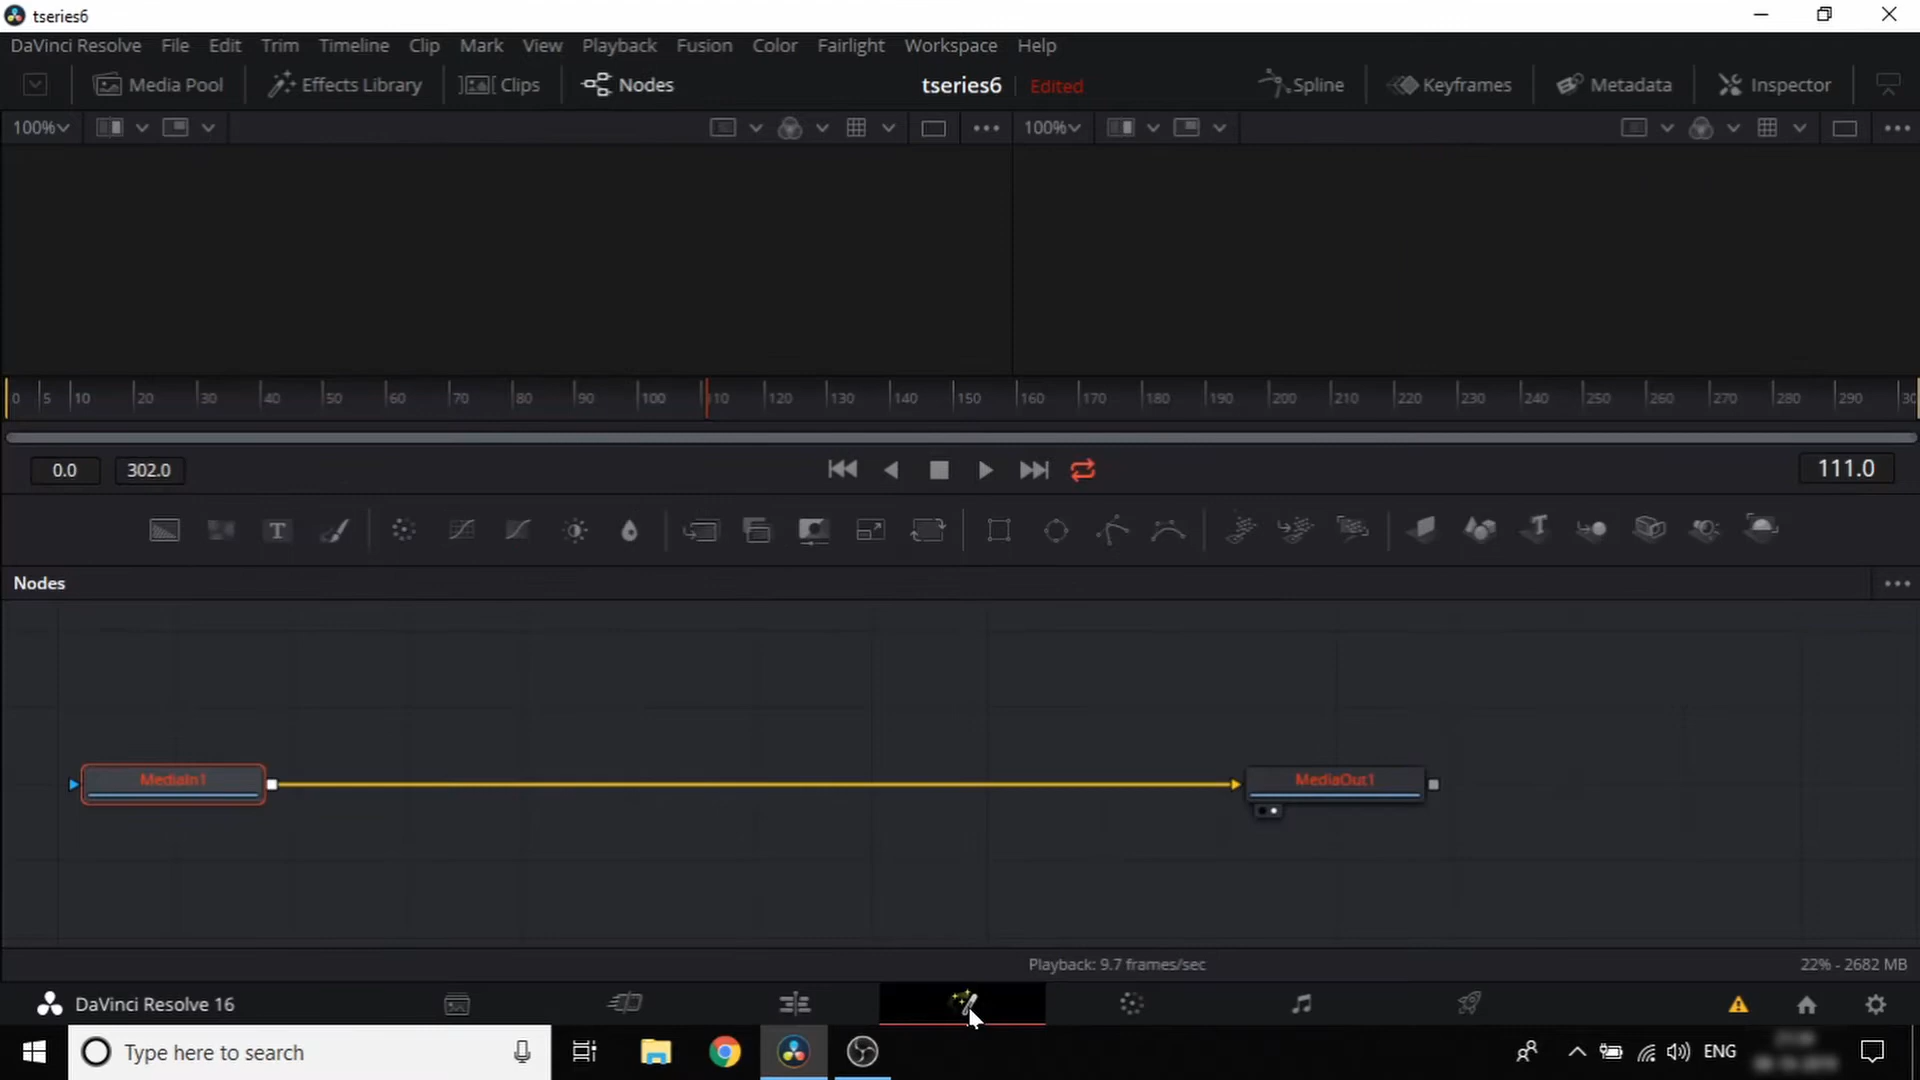 tseries6
DaVinci Resolve File Edit Trim Timeline Clip Mark View Playback Fusion Color Fairlight Workspace Help
Media Pool Effects Library Clips Nodes tseries6 Edited Spline Keyframes Metadata Inspector
100% 100%
0 5 10 20 30 40 50 60 70 80 90 100 110 120 130 140 150 160 170 180 190 200 210 220 230 240 250 260 270 280 290
0.0 302.0 111.0
Nodes
MediaIn1 MediaOut1
Playback: 9.7 frames/sec 22% - 2682 MB
DaVinci Resolve 16
Type here to search ENG